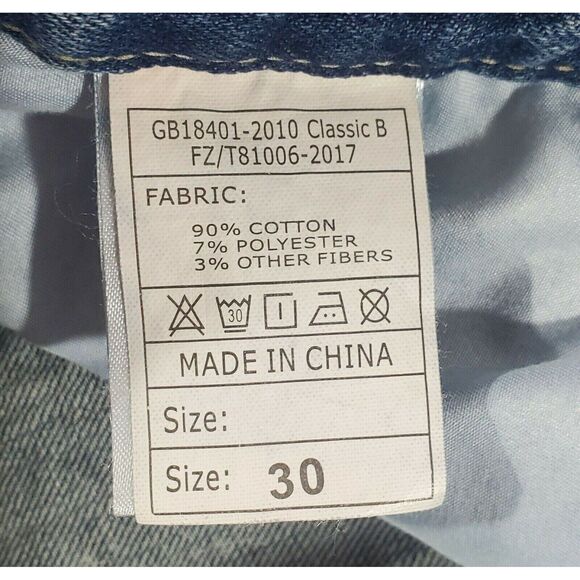 GB18401-2010 Classic B
FZ/T81006-2017
FABRIC:
90% COTTON
7% POLYESTER
3% OTHER FIBERS
30
MADE IN CHINA
Size:
Size: 30